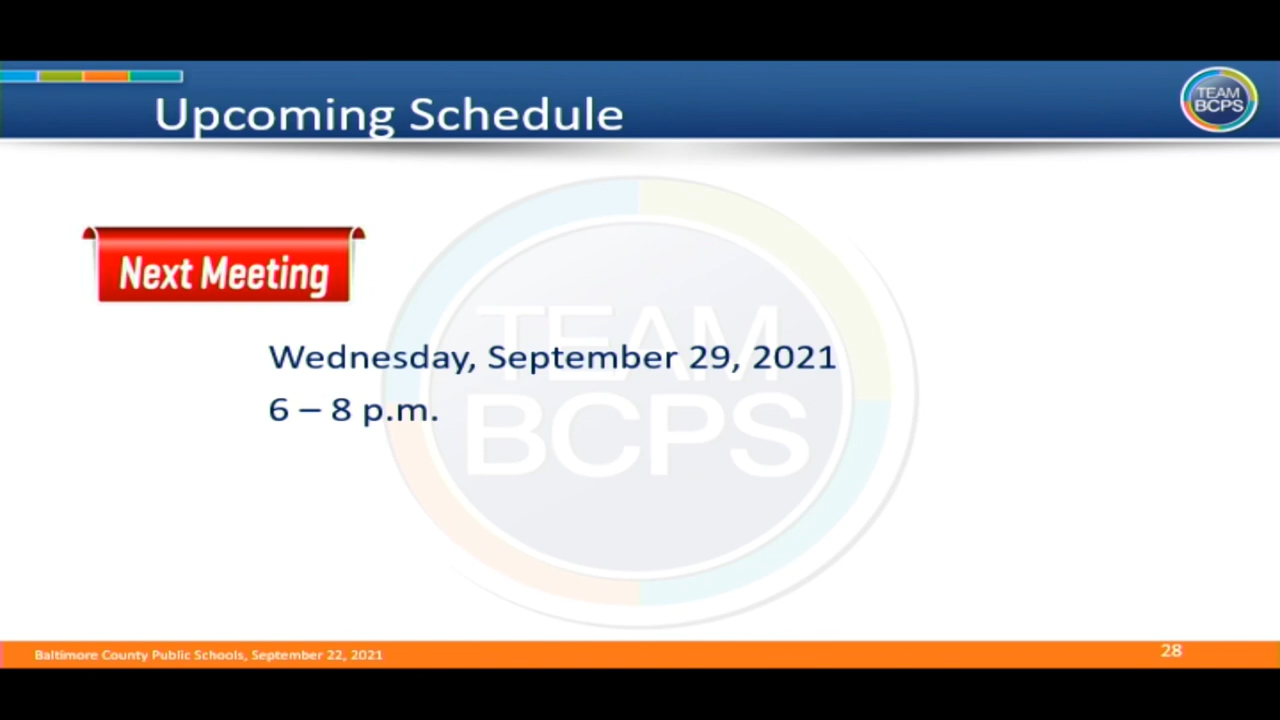 Upcoming Schedule
TEAM
BCPS
Next Meeting
Wednesday, September 29, 2021
6 – 8 p.m.
TEAM
BCPS
Baltimore County Public Schools, September 22, 2021
28